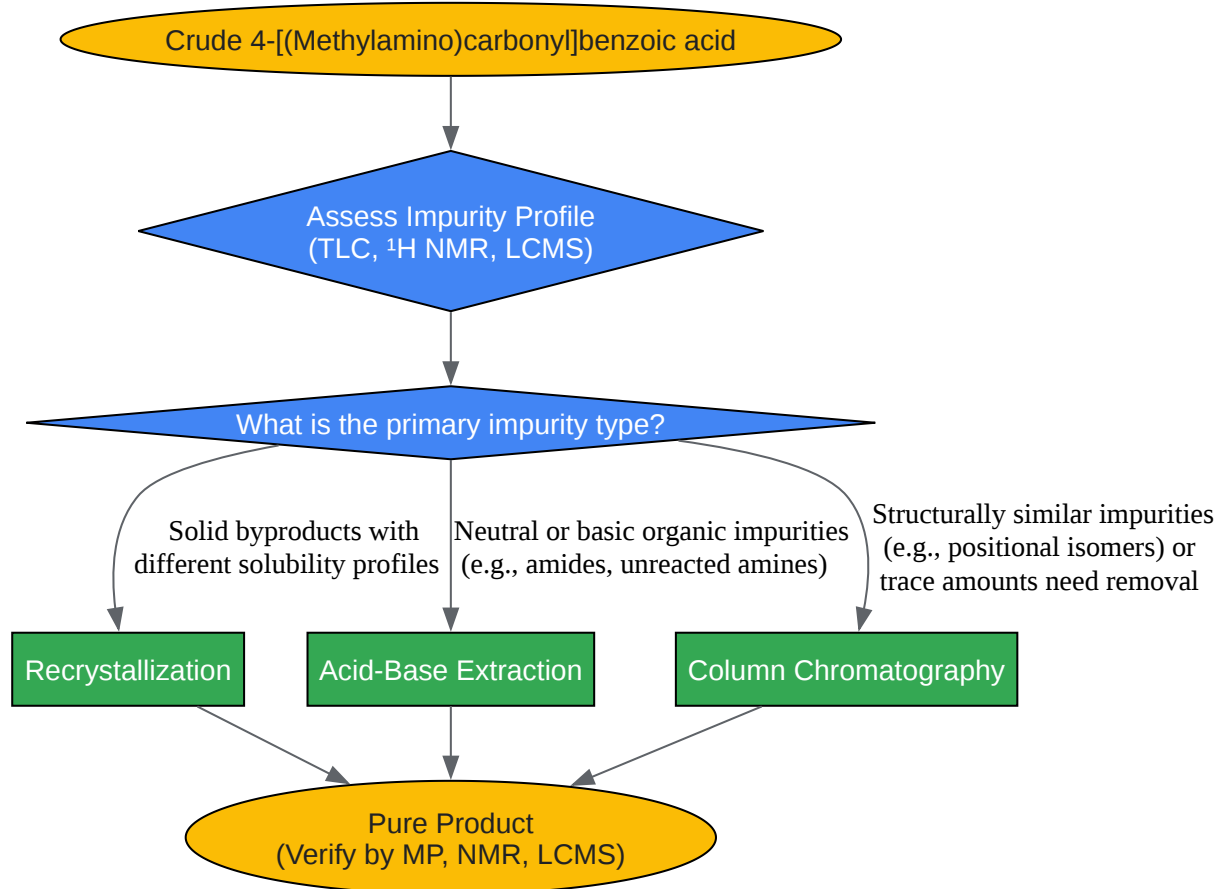 Crude 4-[(Methylamino)carbonyl]benzoic acid
Assess Impurity Profile
(TLC, ¹H NMR, LCMS)
What is the primary impurity type?
Solid byproducts with
different solubility profiles
Neutral or basic organic impurities
(e.g., amides, unreacted amines)
Structurally similar impurities
(e.g., positional isomers) or
trace amounts need removal
Recrystallization
Acid-Base Extraction
Column Chromatography
Pure Product
(Verify by MP, NMR, LCMS)